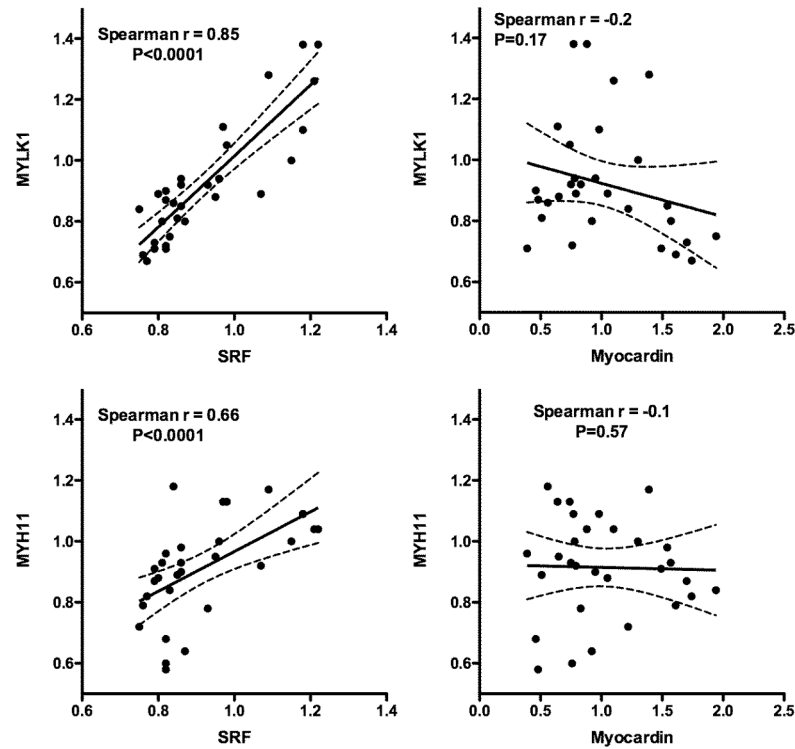 Spearman r = 0.85
P<0.0001
1.4
1.2
1.0
0.8
0.6
MYLK1
0.6 0.8 1.0 1.2 1.4
SRF
Spearman r = -0.2
P=0.17
1.4
1.2
1.0
0.8
0.6
MYLK1
0.0 0.5 1.0 1.5 2.0 2.5
Myocardin
Spearman r = 0.66
P<0.0001
1.4
1.2
1.0
0.8
0.6
MYH11
0.6 0.8 1.0 1.2 1.4
SRF
Spearman r = -0.1
P=0.57
1.4
1.2
1.0
0.8
0.6
MYH11
0.0 0.5 1.0 1.5 2.0 2.5
Myocardin